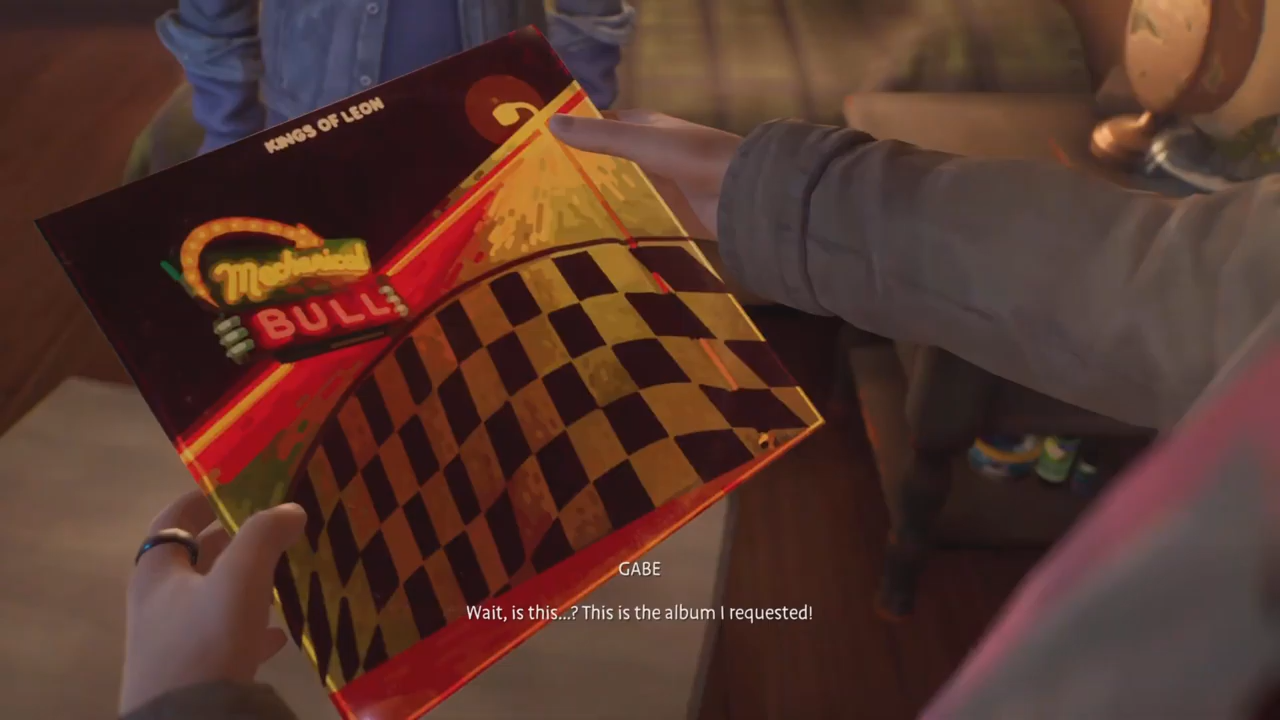 KINGS OF LEON
Mechanical
BULL
GABE
Wait, is this...? This is the album I requested!